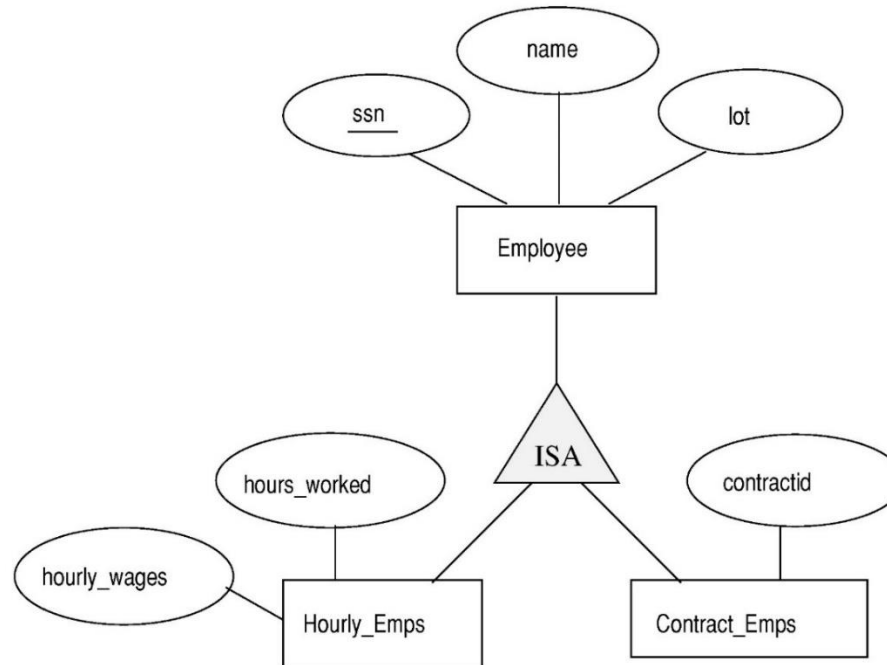 name
ssn
lot
Employee
ISA
hours_worked
contractid
hourly_wages
Hourly_Emps
Contract_Emps